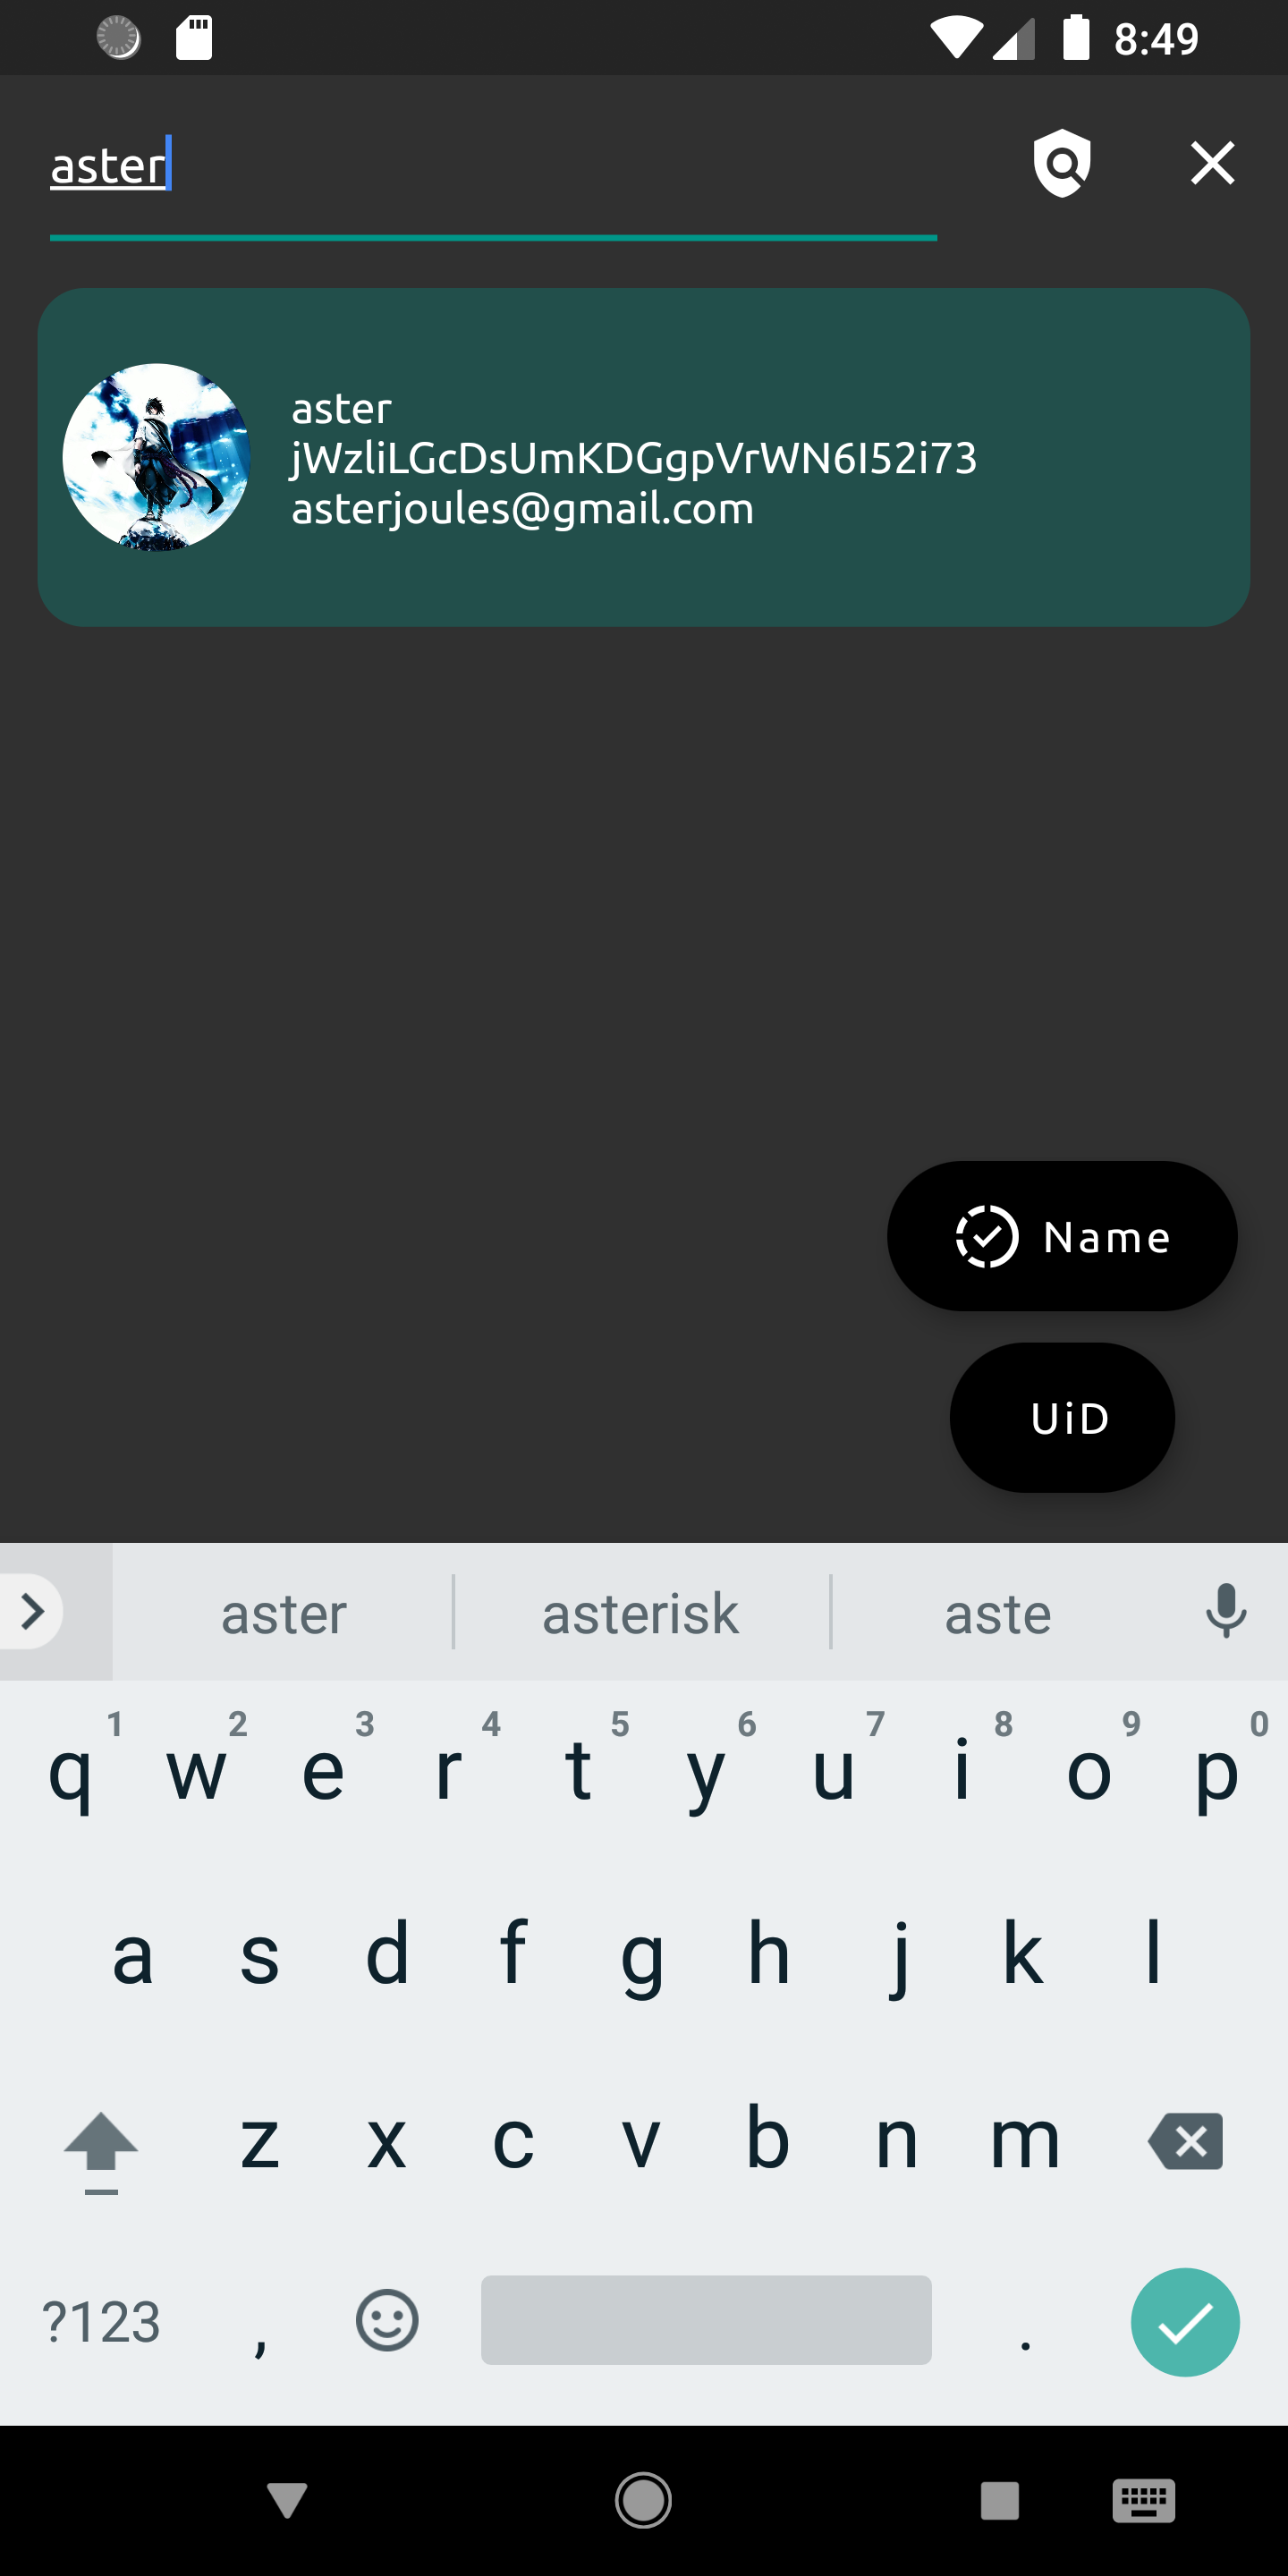 8:49
aster
aster
jWzliLGcDsUmKDGgpVrWN6I52i73
asterjoules@gmail.com
Name
UiD
aster asterisk aste
1 2 3 4 5 6 7 8 9 0
q w e r t y u i o p
a s d f g h j k l
z x c v b n m
?123 , .